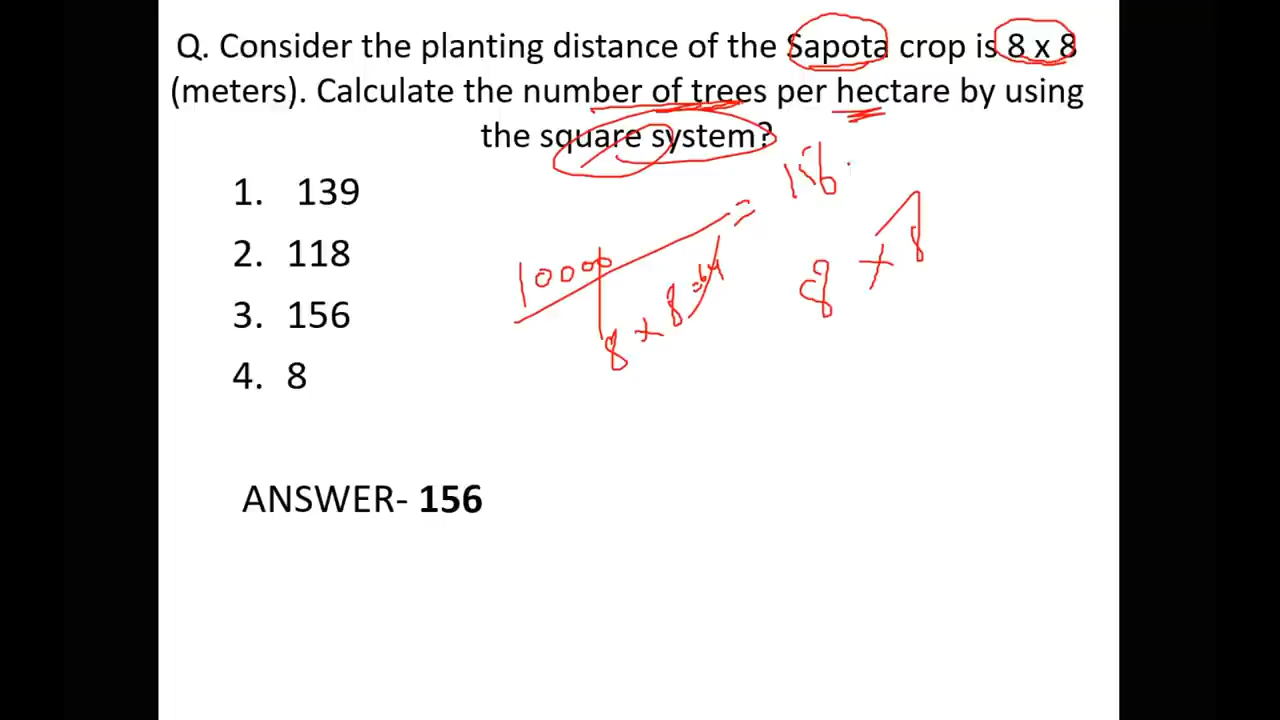 Q. Consider the planting distance of the Sapota crop is 8 x 8
(meters). Calculate the number of trees per hectare by using
the square system?
1. 139
2. 118
3. 156
4. 8
10000
8 x 8 = 64
= 156
8 x 8
ANSWER- 156